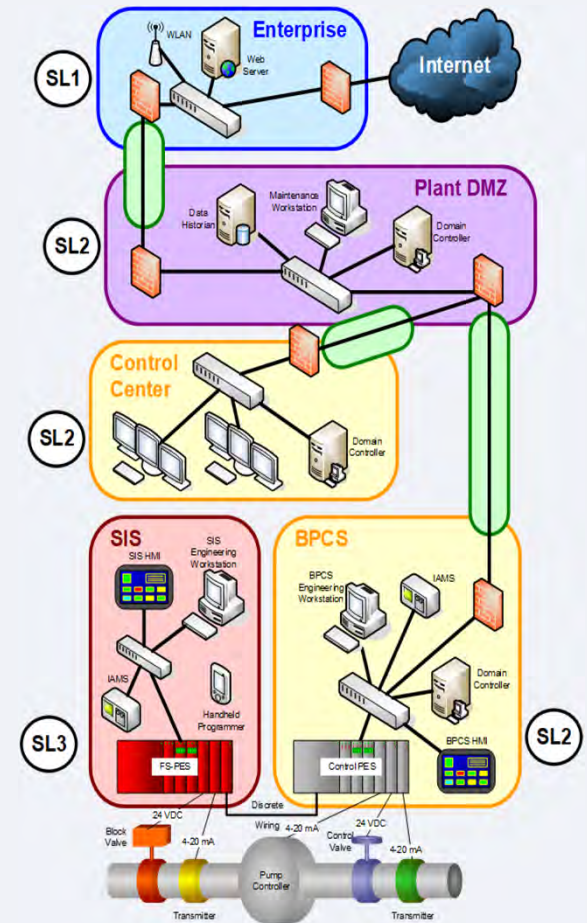 Enterprise
WLAN
Web
Server
Internet
SL1
Plant DMZ
Maintenance
Workstation
Data
Historian
Domain
Controller
SL2
Control
Center
Domain
Controller
SL2
SIS
SIS HMI
SIS
Engineering
Workstation
IAMS
Handheld
Programmer
FS-PES
SL3
BPCS
BPCS
Engineering
Workstation
IAMS
Domain
Controller
BPCS HMI
Control PES
SL2
Discrete
Wiring
24 VDC
Block
Valve
4-20 mA
Transmitter
4-20 mA
Pump
Controller
24 VDC
Control
Valve
4-20 mA
Transmitter